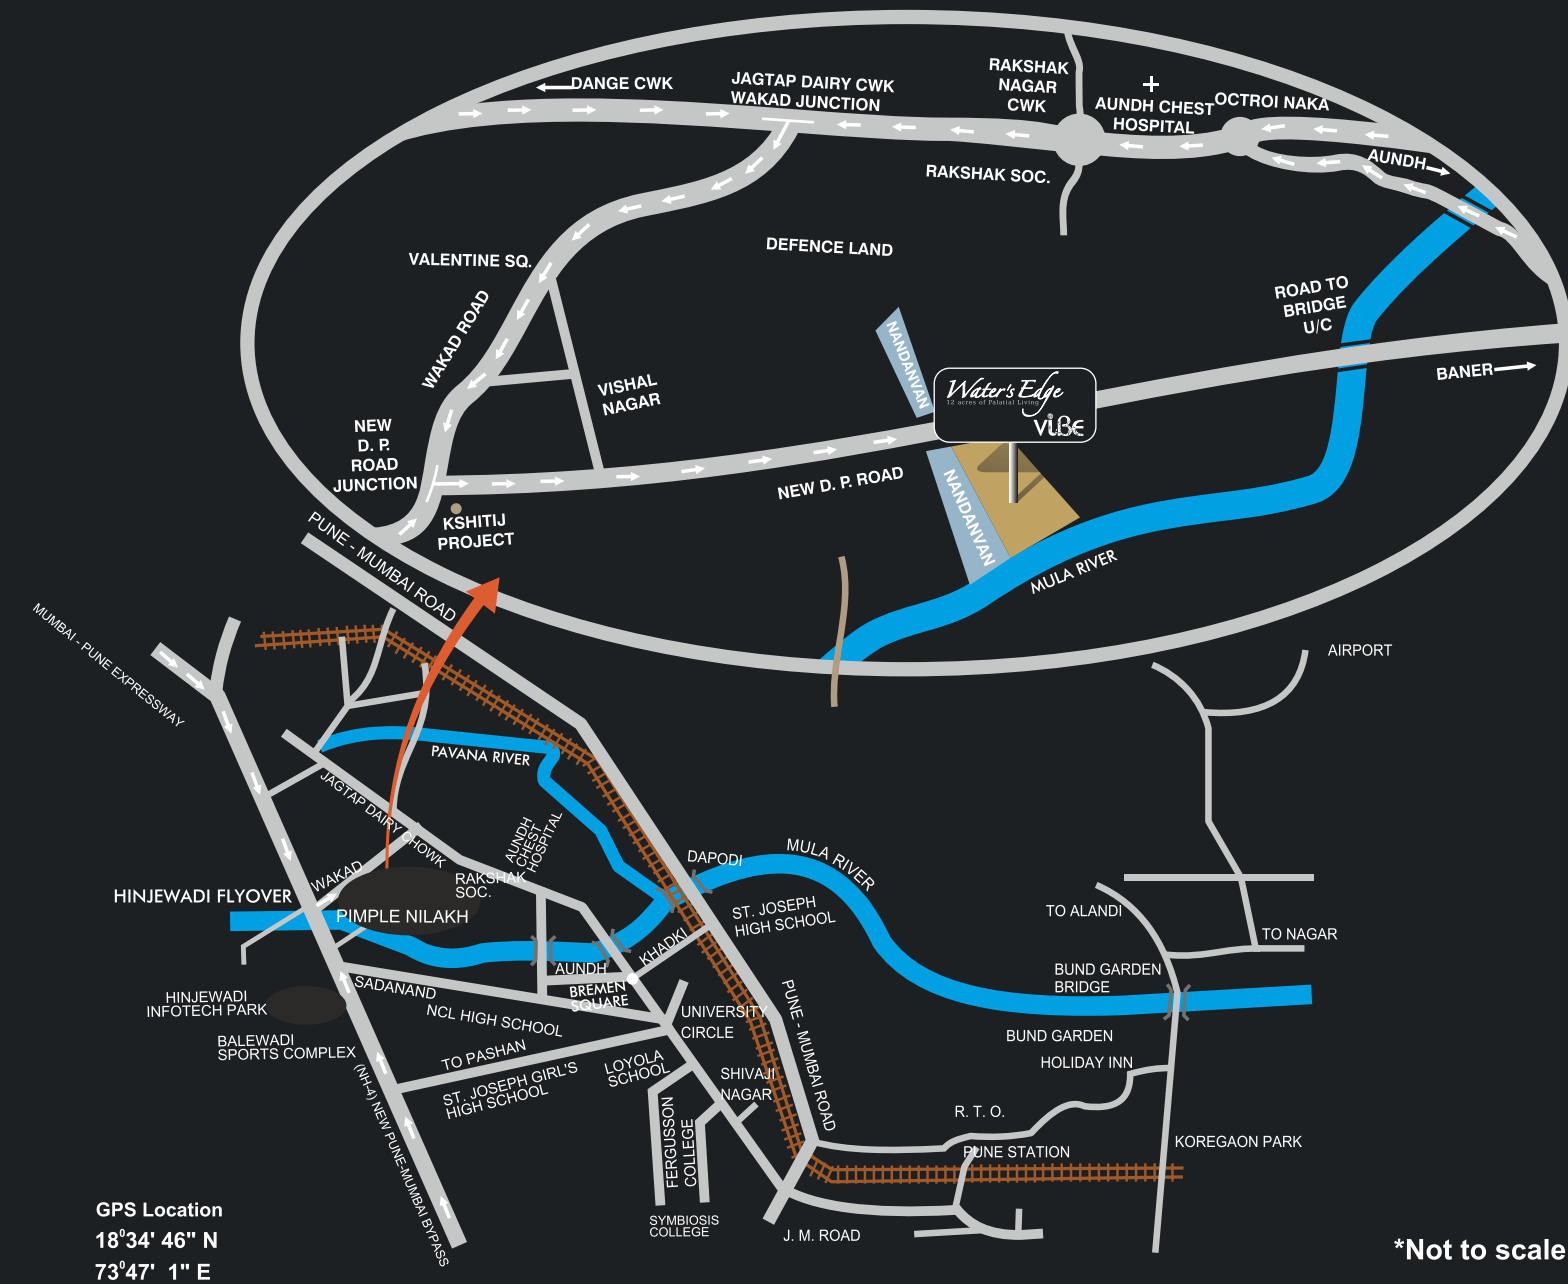 DANGE CWK
JAGTAP DAIRY CWK
WAKAD JUNCTION
RAKSHAK
NAGAR
CWK
AUNDH CHEST
HOSPITAL
OCTROI NAKA
AUNDH
RAKSHAK SOC.
DEFENCE LAND
VALENTINE SQ.
WAKAD ROAD
ROAD TO
BRIDGE
U/C
NANDANVAN
Water's Edge
12 acres of Palatial Living
ViBE
BANER
VISHAL
NAGAR
NEW
D. P.
ROAD
JUNCTION
NEW D. P. ROAD
NANDANVAN
KSHITIJ
PROJECT
MULA RIVER
PUNE - MUMBAI ROAD
MUMBAI - PUNE EXPRESSWAY
AIRPORT
PAVANA RIVER
JAGTAP DAIRY CHOWK
AUNDH
CHEST
HOSPITAL
DAPODI
MULA RIVER
WAKAD
RAKSHAK
SOC.
HINJEWADI FLYOVER
PIMPLE NILAKH
ST. JOSEPH
HIGH SCHOOL
TO ALANDI
TO NAGAR
KHADKI
AUNDH
BREMEN
SQUARE
BUND GARDEN
BRIDGE
SADANAND
HINJEWADI
INFOTECH PARK
NCL HIGH SCHOOL
UNIVERSITY
CIRCLE
PUNE - MUMBAI ROAD
BUND GARDEN
BALEWADI
SPORTS COMPLEX
TO PASHAN
HOLIDAY INN
LOYOLA
SCHOOL
SHIVAJI
NAGAR
ST. JOSEPH GIRL'S
HIGH SCHOOL
(NH-4) NEW PUNE-MUMBAI BYPASS
FERGUSSON
COLLEGE
R. T. O.
PUNE STATION
KOREGAON PARK
SYMBIOSIS
COLLEGE
J. M. ROAD
GPS Location
18⁰34' 46" N
73⁰47' 1" E
*Not to scale